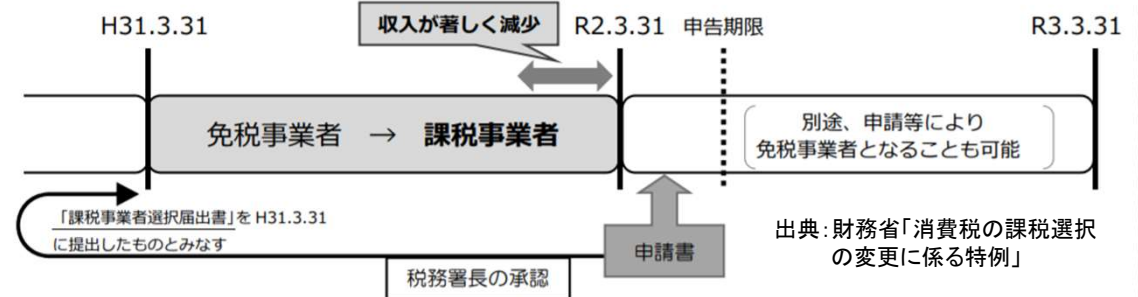 H31.3.31
収入が著しく減少
R2.3.31
申告期限
R3.3.31
免税事業者 → 課税事業者
別途、申請等により
免税事業者となることも可能
「課税事業者選択届出書」を H31.3.31
に提出したものとみなす
申請書
税務署長の承認
出典：財務省「消費税の課税選択
の変更に係る特例」